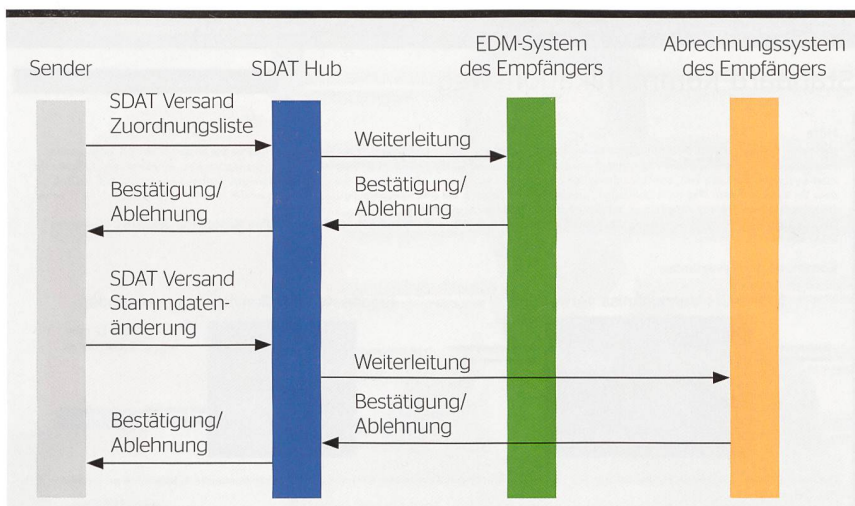 Sender
SDAT Hub
EDM-System
des Empfängers
Abrechnungssystem
des Empfängers
SDAT Versand
Zuordnungsliste
Weiterleitung
Bestätigung/
Ablehnung
Bestätigung/
Ablehnung
SDAT Versand
Stammdaten-
änderung
Weiterleitung
Bestätigung/
Ablehnung
Bestätigung/
Ablehnung